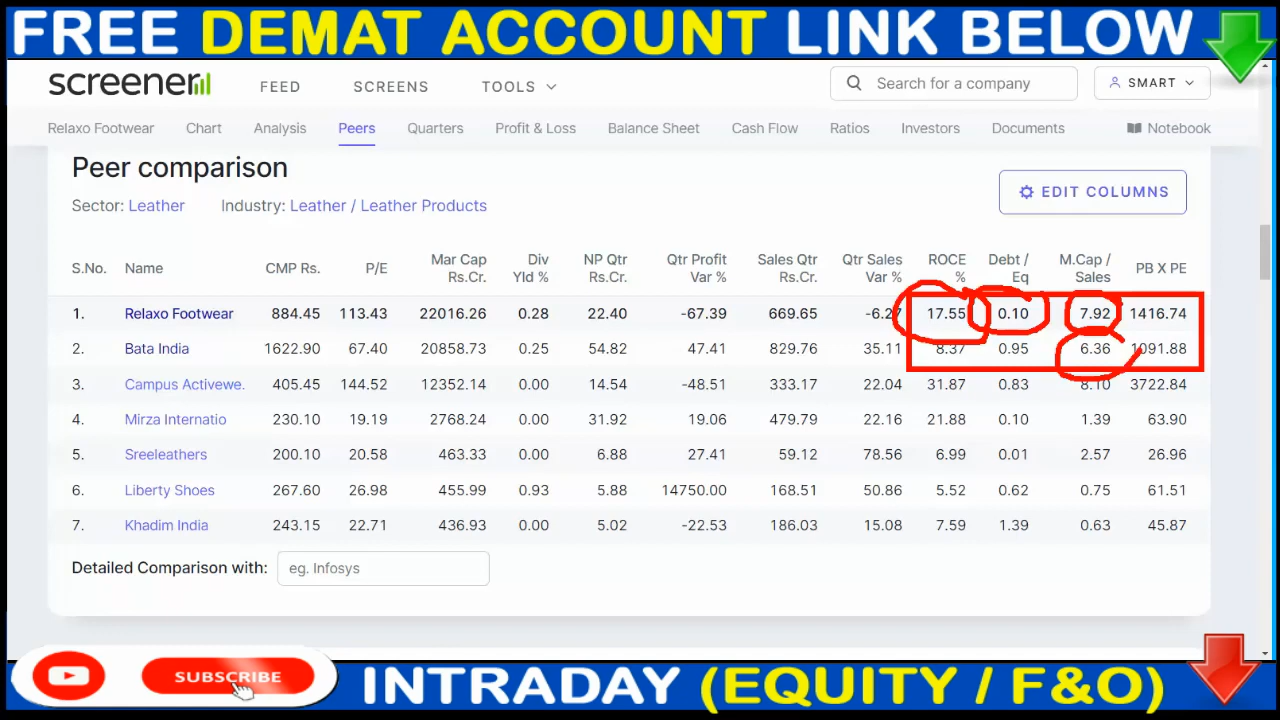 FREE DEMAT ACCOUNT LINK BELOW
screener FEED SCREENS TOOLS Search for a company SMART
Relaxo Footwear Chart Analysis Peers Quarters Profit & Loss Balance Sheet Cash Flow Ratios Investors Documents Notebook
Peer comparison
EDIT COLUMNS
Sector: Leather Industry: Leather / Leather Products
S.No. Name CMP Rs. P/E Mar Cap Rs.Cr. Div Yld % NP Qtr Rs.Cr. Qtr Profit Var % Sales Qtr Rs.Cr. Qtr Sales Var % ROCE % Debt / Eq M.Cap / Sales PB X PE
1. Relaxo Footwear 884.45 113.43 22016.26 0.28 22.40 -67.39 669.65 -6.27 17.55 0.10 7.92 1416.74
2. Bata India 1622.90 67.40 20858.73 0.25 54.82 47.41 829.76 35.11 8.37 0.95 6.36 1091.88
3. Campus Activewe. 405.45 144.52 12352.14 0.00 14.54 -48.51 333.17 22.04 31.87 0.83 8.10 3722.84
4. Mirza Internatio 230.10 19.19 2768.24 0.00 31.92 19.06 479.79 22.16 21.88 0.10 1.39 63.90
5. Sreeleathers 200.10 20.58 463.33 0.00 6.88 27.41 59.12 78.56 6.99 0.01 2.57 26.96
6. Liberty Shoes 267.60 26.98 455.99 0.93 5.88 14750.00 168.51 50.86 5.52 0.62 0.75 61.51
7. Khadim India 243.15 22.71 436.93 0.00 5.02 -22.53 186.03 15.08 7.59 1.39 0.63 45.87
Detailed Comparison with: eg. Infosys
SUBSCRIBE INTRADAY (EQUITY / F&O)